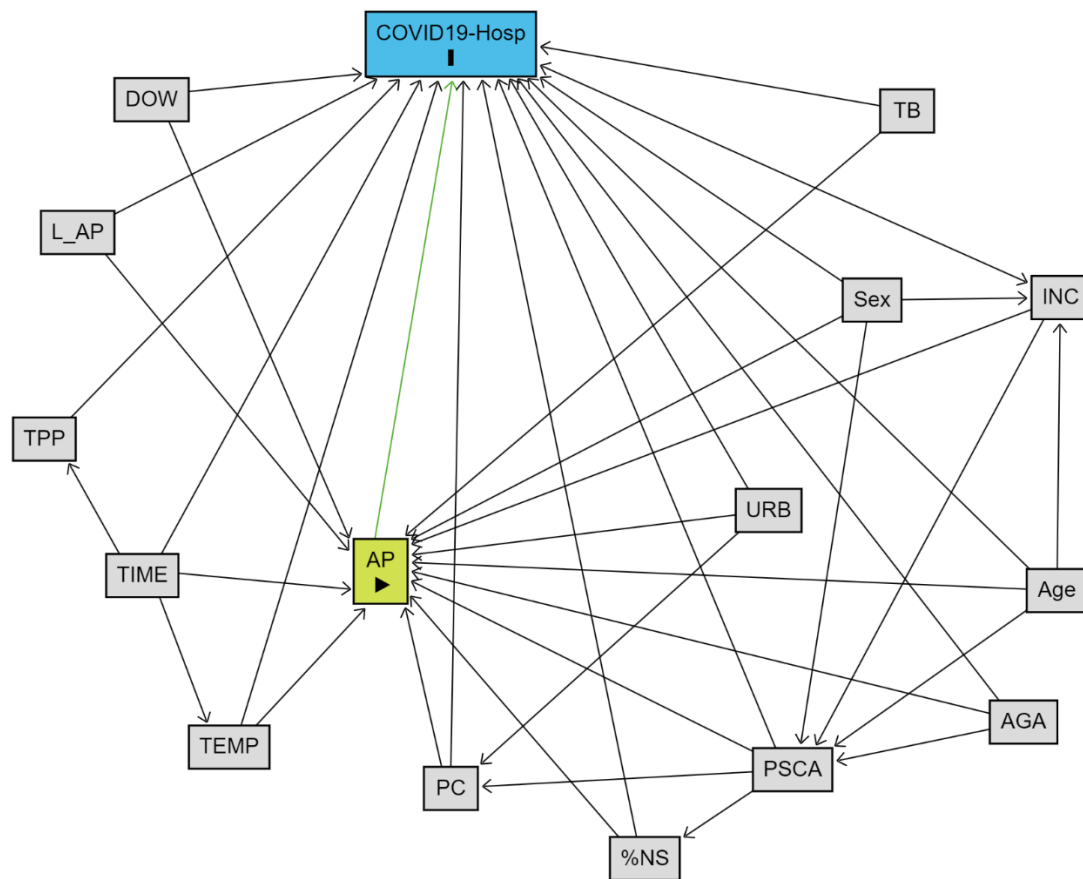 COVID19-Hosp
DOW
TB
L_AP
Sex
INC
TPP
URB
AP
TIME
Age
AGA
TEMP
PSCA
PC
%NS